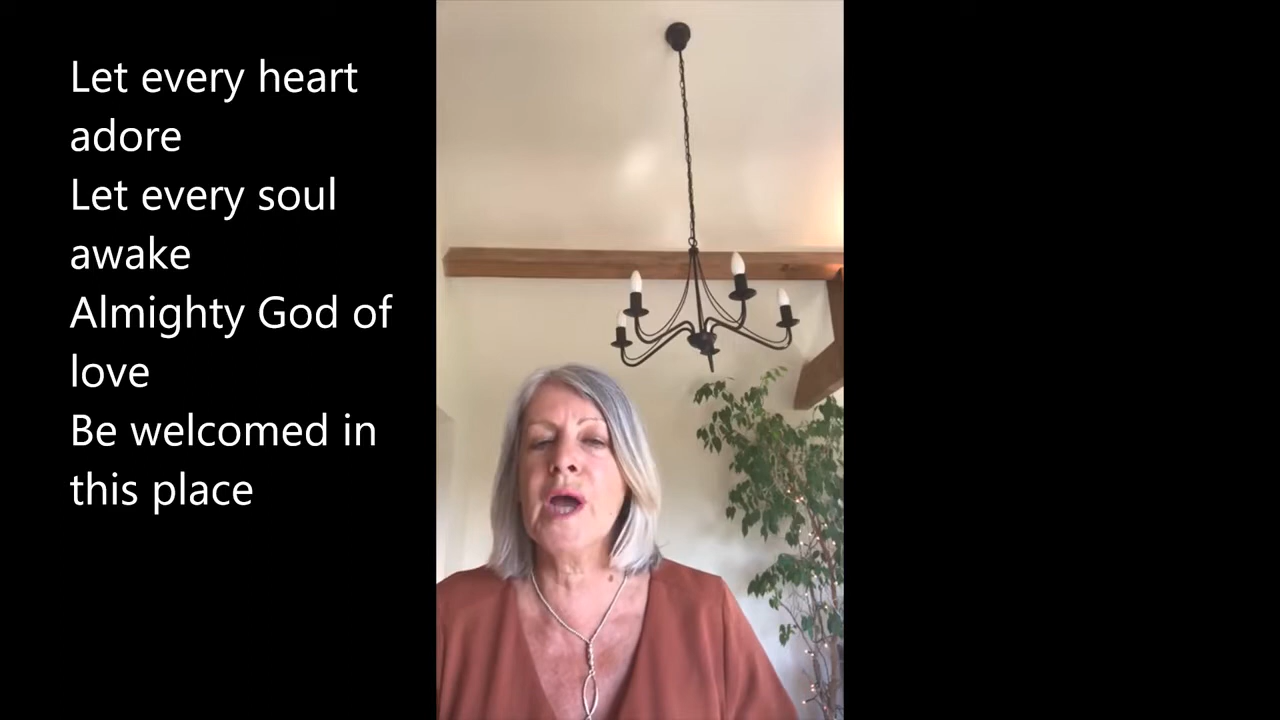 Let every heart
adore
Let every soul
awake
Almighty God of
love
Be welcomed in
this place